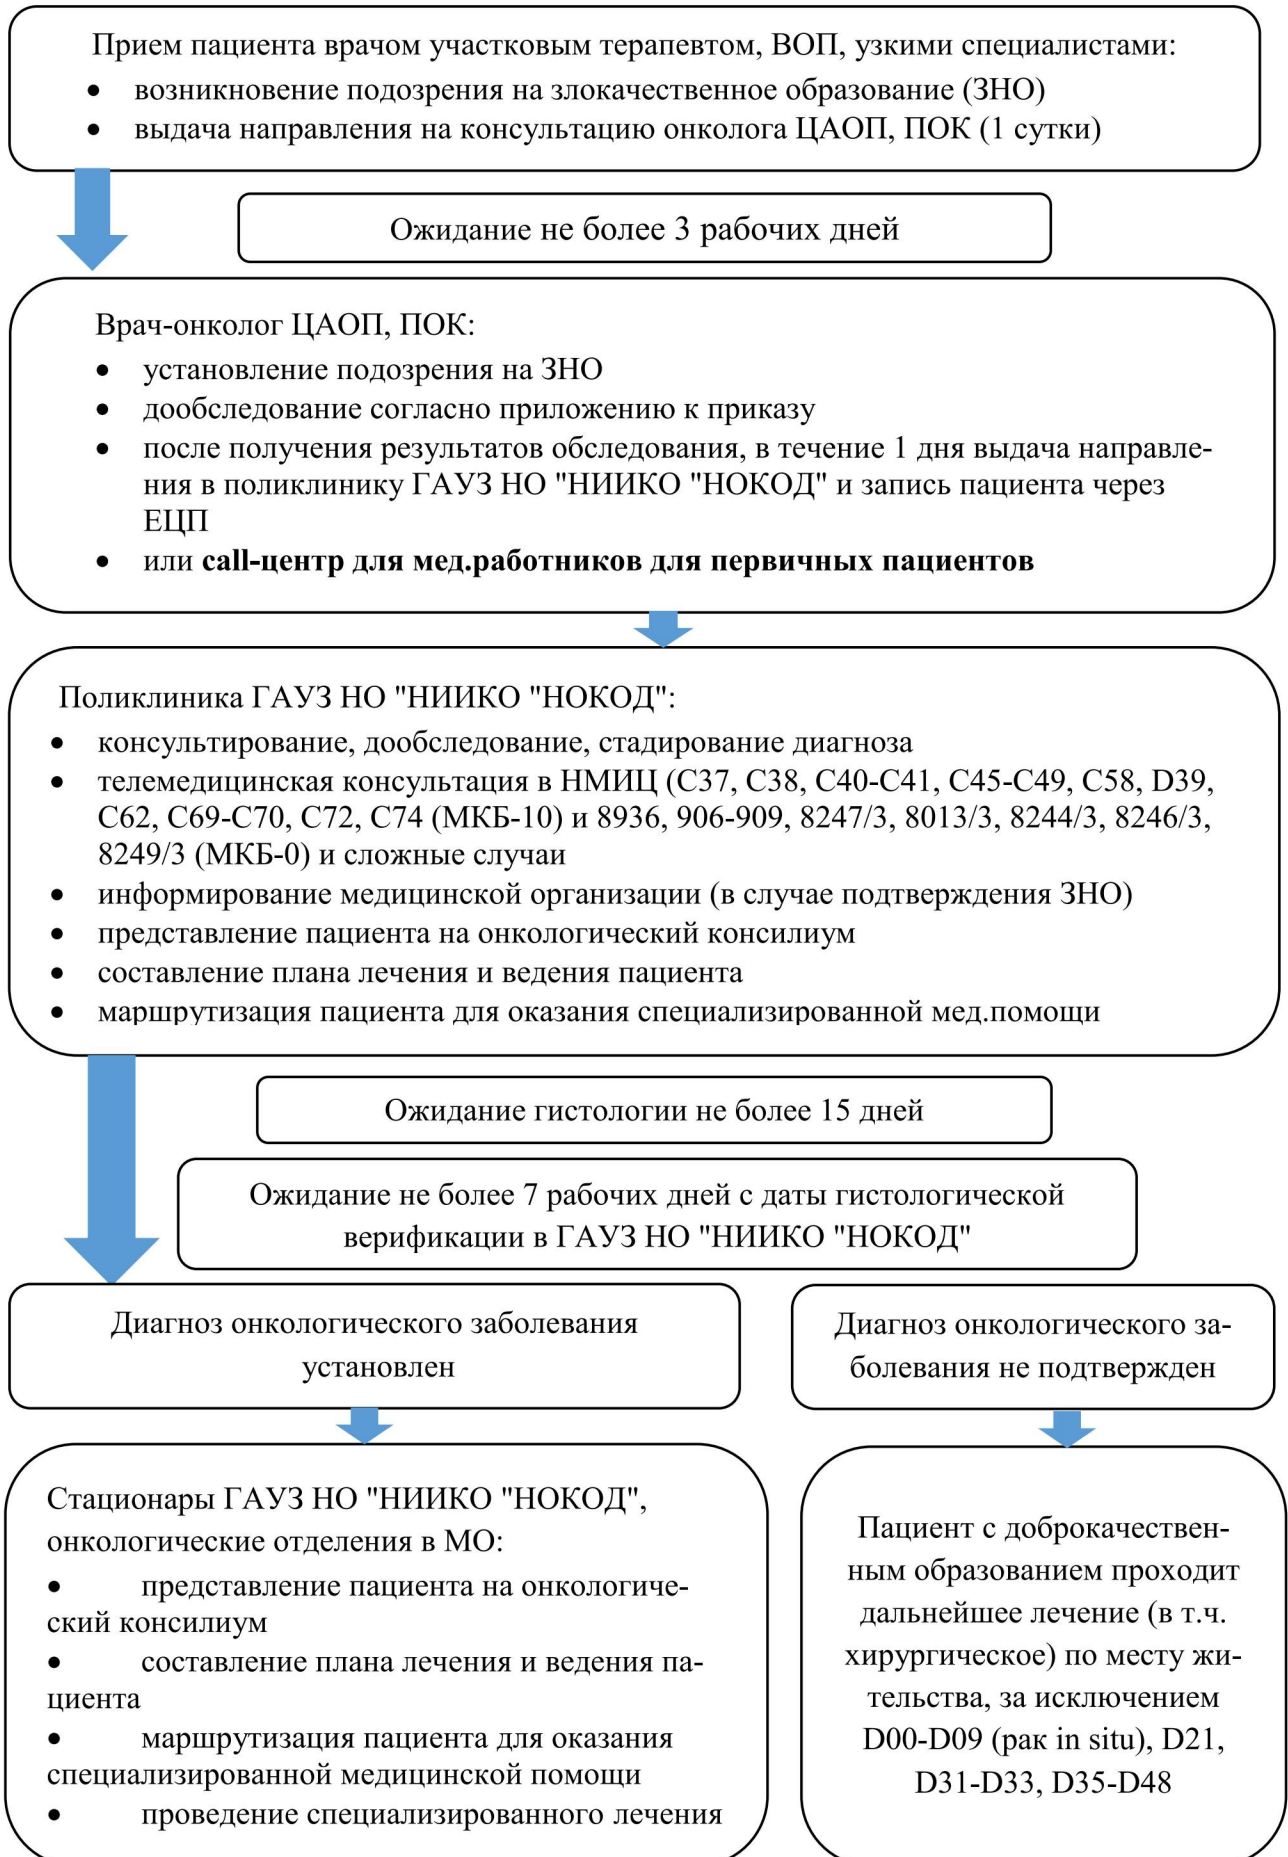 Прием пациента врачом участковым терапевтом, ВОП, узкими специалистами:
• возникновение подозрения на злокачественное образование (ЗНО)
• выдача направления на консультацию онколога ЦАОП, ПОК (1 сутки)
Ожидание не более 3 рабочих дней
Врач-онколог ЦАОП, ПОК:
• установление подозрения на ЗНО
• дообследование согласно приложению к приказу
• после получения результатов обследования, в течение 1 дня выдача направле-
ния в поликлинику ГАУЗ НО "НИИКО "НОКОД" и запись пациента через
ЕЦП
• или call-центр для мед.работников для первичных пациентов
Поликлиника ГАУЗ НО "НИИКО "НОКОД":
• консультирование, дообследование, стадирование диагноза
• телемедицинская консультация в НМИЦ (С37, С38, С40-С41, С45-С49, С58, D39,
С62, С69-С70, С72, С74 (МКБ-10) и 8936, 906-909, 8247/3, 8013/3, 8244/3, 8246/3,
8249/3 (МКБ-0) и сложные случаи
• информирование медицинской организации (в случае подтверждения ЗНО)
• представление пациента на онкологический консилиум
• составление плана лечения и ведения пациента
• маршрутизация пациента для оказания специализированной мед.помощи
Ожидание гистологии не более 15 дней
Ожидание не более 7 рабочих дней с даты гистологической
верификации в ГАУЗ НО "НИИКО "НОКОД"
Диагноз онкологического заболевания
установлен
Диагноз онкологического за-
болевания не подтвержден
Стационары ГАУЗ НО "НИИКО "НОКОД",
онкологические отделения в МО:
• представление пациента на онкологиче-
ский консилиум
• составление плана лечения и ведения па-
циента
• маршрутизация пациента для оказания
специализированной медицинской помощи
• проведение специализированного лечения
Пациент с доброкачествен-
ным образованием проходит
дальнейшее лечение (в т.ч.
хирургическое) по месту жи-
тельства, за исключением
D00-D09 (рак in situ), D21,
D31-D33, D35-D48